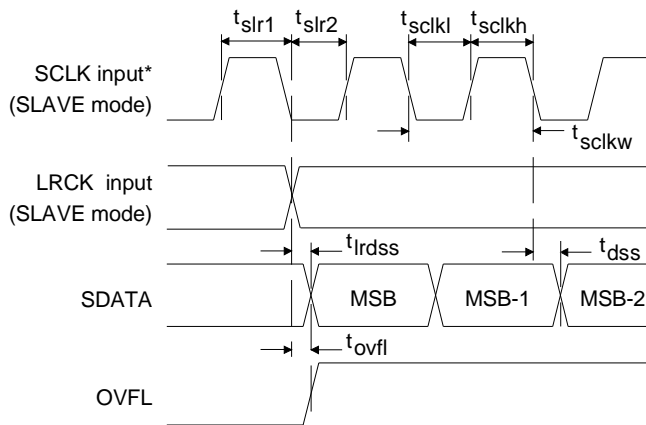 tslr1 tslr2 tsclkl tsclkh
SCLK input*
(SLAVE mode)
tsclkw
LRCK input
(SLAVE mode)
tlrdss tdss
SDATA MSB MSB-1 MSB-2
tovfl
OVFL